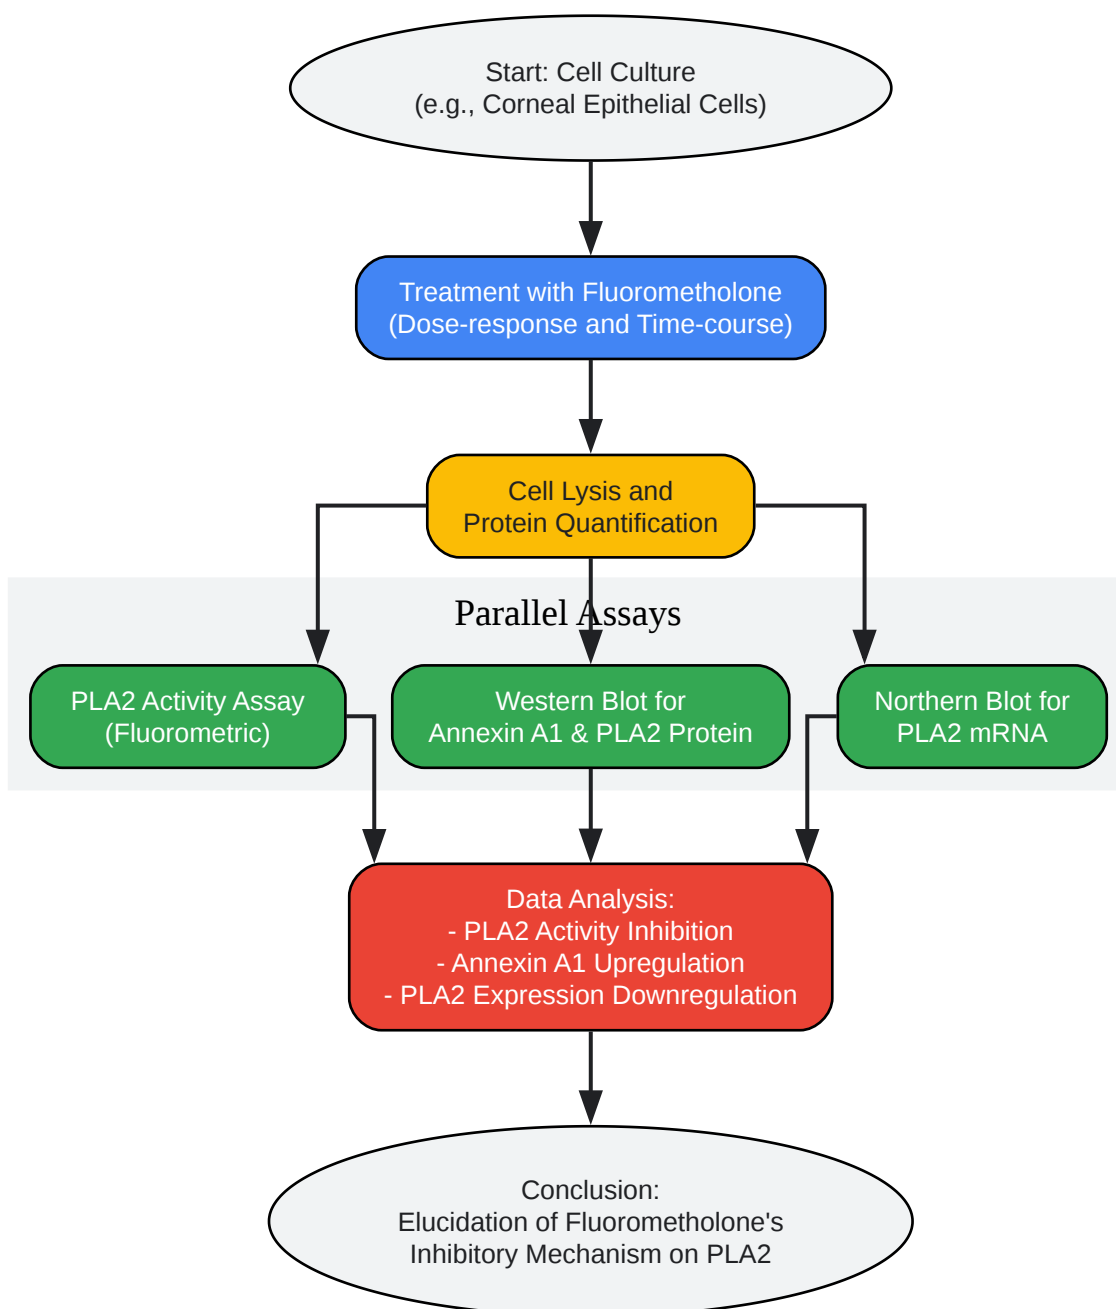 Start: Cell Culture
(e.g., Corneal Epithelial Cells)
Treatment with Fluorometholone
(Dose-response and Time-course)
Cell Lysis and
Protein Quantification
Parallel Assays
PLA2 Activity Assay
(Fluorometric)
Western Blot for
Annexin A1 & PLA2 Protein
Northern Blot for
PLA2 mRNA
Data Analysis:
- PLA2 Activity Inhibition
- Annexin A1 Upregulation
- PLA2 Expression Downregulation
Conclusion:
Elucidation of Fluorometholone's
Inhibitory Mechanism on PLA2